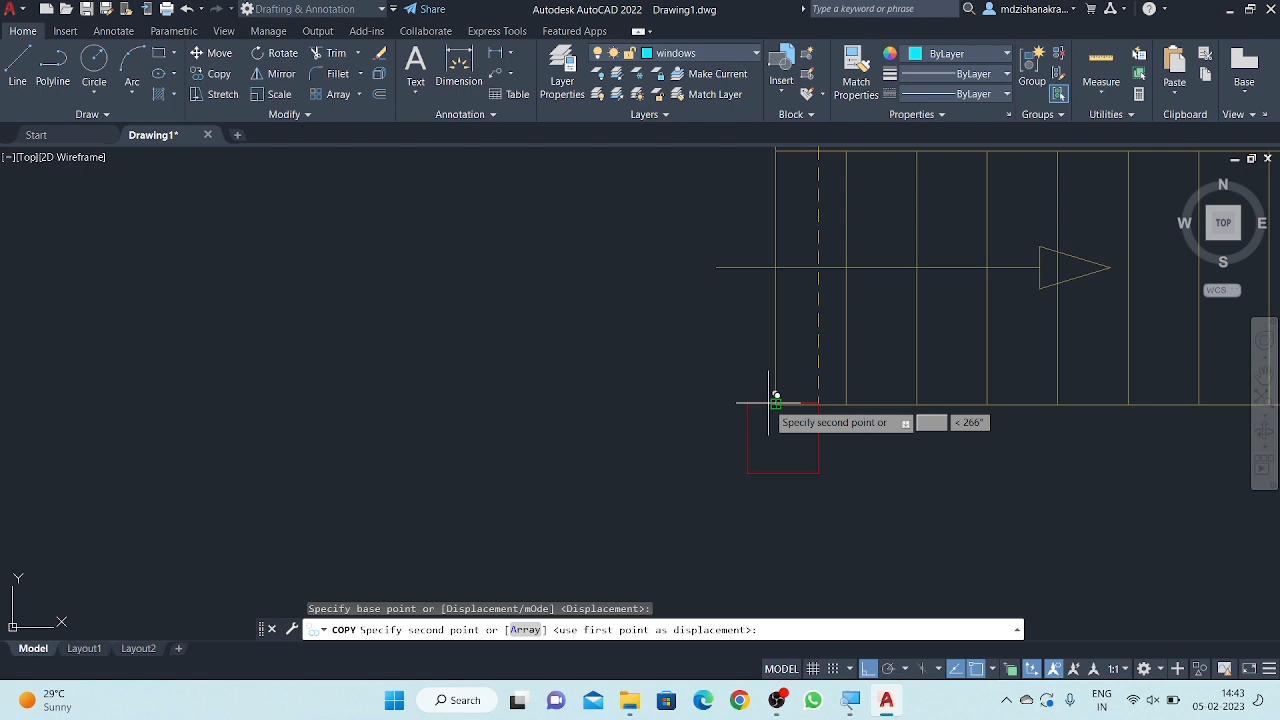 Drafting & Annotation
Share
Autodesk AutoCAD 2022 Drawing1.dwg
Type a keyword or phrase
mdzishanakra...
Home Insert Annotate Parametric View Manage Output Add-ins Collaborate Express Tools Featured Apps
Line Polyline Circle Arc
Move Rotate Trim
Copy Mirror Fillet
Stretch Scale Array
Text Dimension Table
Layer Properties
windows
Make Current
Match Layer
Insert
Match Properties
ByLayer
ByLayer
ByLayer
Group
Measure
Paste
Base
Draw Modify Annotation Layers Block Properties Groups Utilities Clipboard View
Start Drawing1*
[−][Top][2D Wireframe]
N
W TOP E
S
WCS
Specify second point or < 266°
Y
X
Specify base point or [Displacement/mOde] <Displacement>:
COPY Specify second point or [Array] <use first point as displacement>:
Model Layout1 Layout2
MODEL 1:1
29°C
Sunny
Search
ENG
IN
14:43
05-02-2023